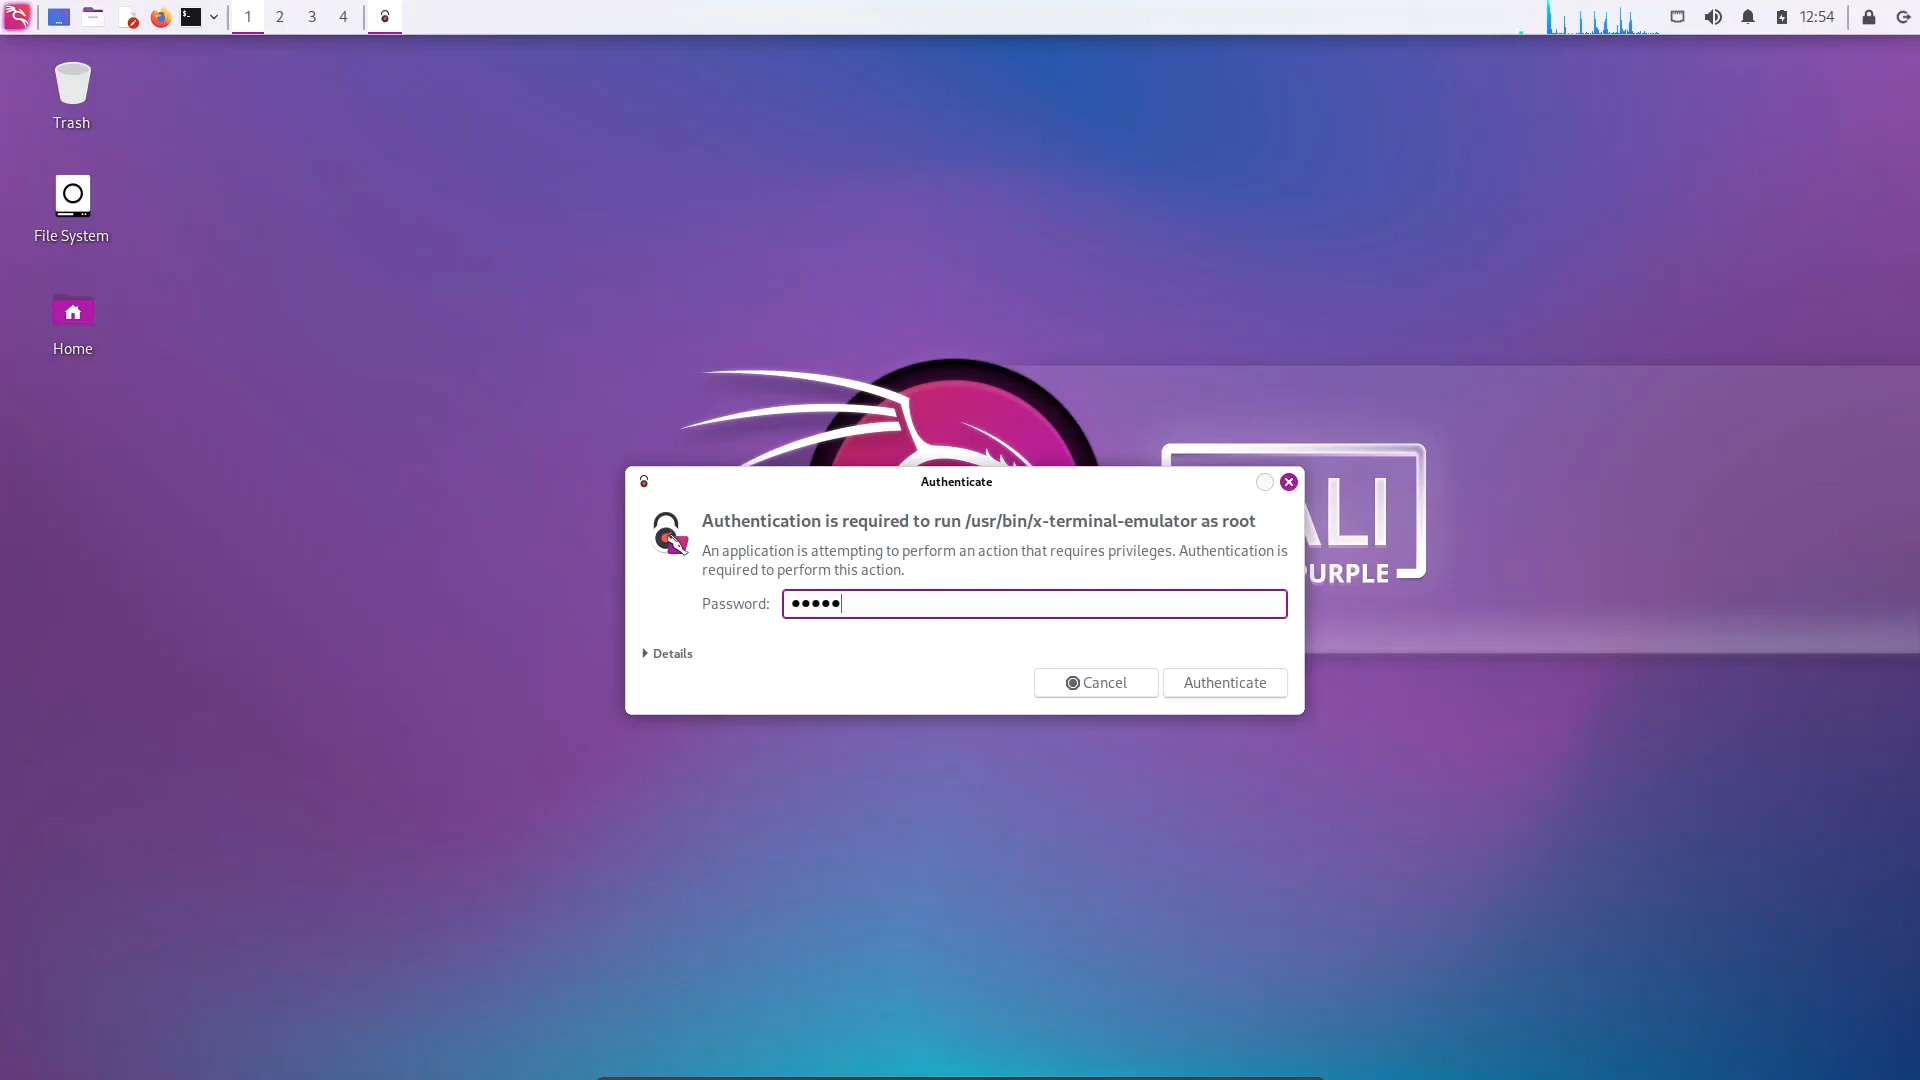 1 2 3 4
12:54
Trash
File System
Home
ALI
PURPLE
Authenticate
Authentication is required to run /usr/bin/x-terminal-emulator as root
An application is attempting to perform an action that requires privileges. Authentication is
required to perform this action.
Password: •••••
Details
Cancel Authenticate